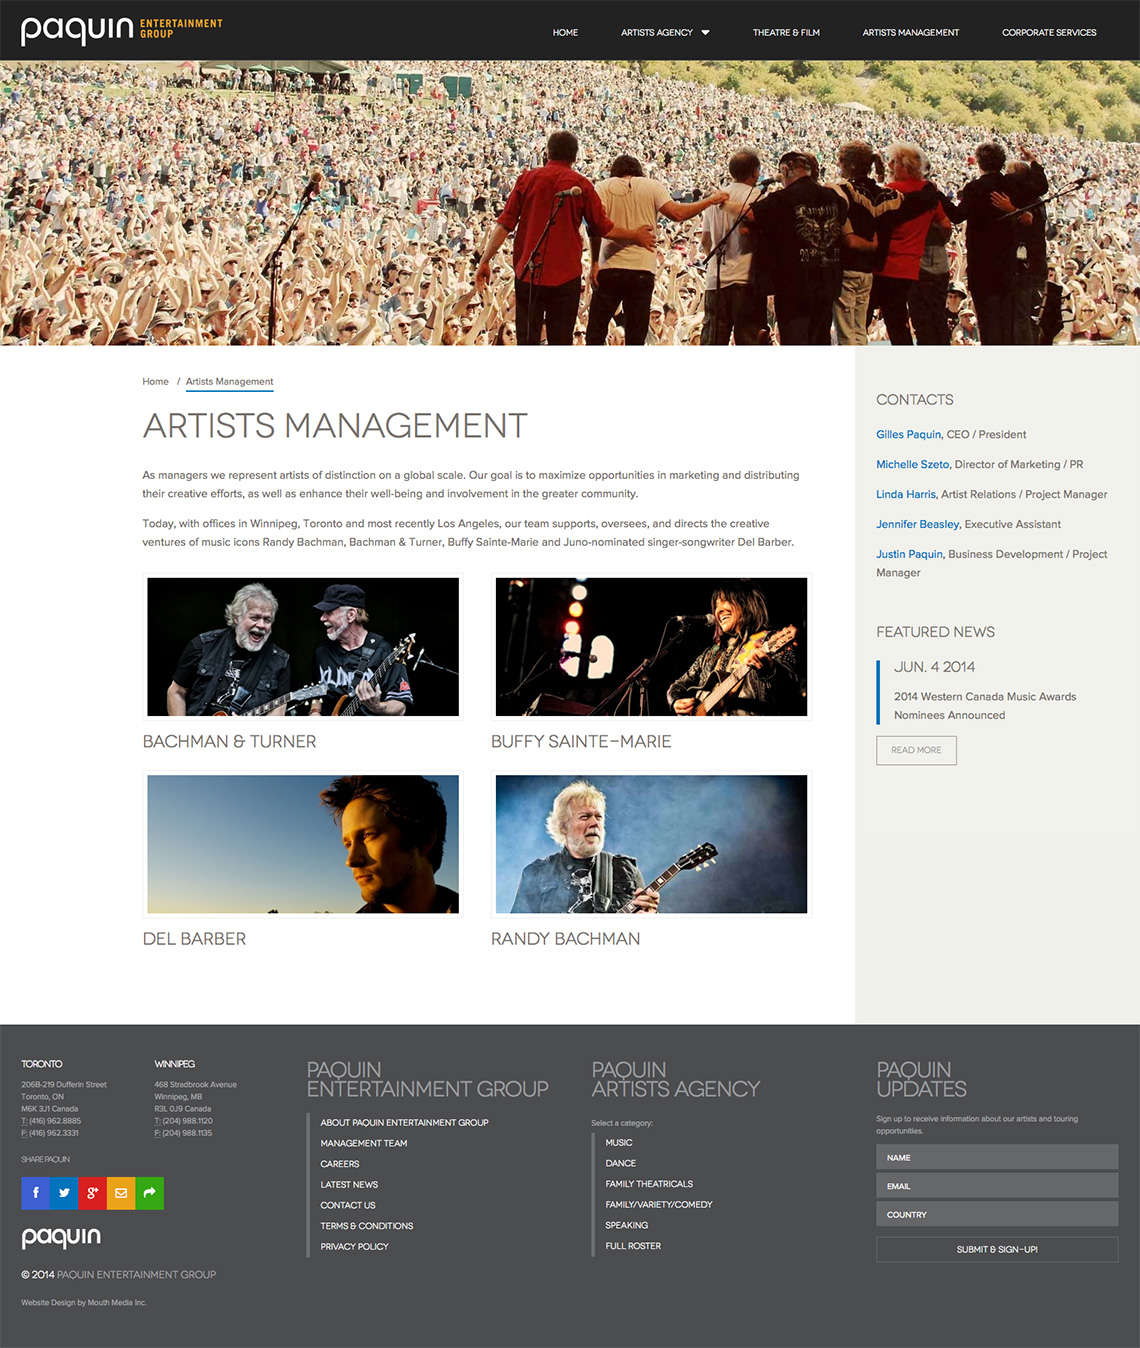 paquin ENTERTAINMENT
GROUP
HOME ARTISTS AGENCY THEATRE & FILM ARTISTS MANAGEMENT CORPORATE SERVICES
Home / Artists Management
ARTISTS MANAGEMENT
As managers we represent artists of distinction on a global scale. Our goal is to maximize opportunities in marketing and distributing
their creative efforts, as well as enhance their well-being and involvement in the greater community.
Today, with offices in Winnipeg, Toronto and most recently Los Angeles, our team supports, oversees, and directs the creative
ventures of music icons Randy Bachman, Bachman & Turner, Buffy Sainte-Marie and Juno-nominated singer-songwriter Del Barber.
BACHMAN & TURNER
BUFFY SAINTE-MARIE
DEL BARBER
RANDY BACHMAN
CONTACTS
Gilles Paquin, CEO / President
Michelle Szeto, Director of Marketing / PR
Linda Harris, Artist Relations / Project Manager
Jennifer Beasley, Executive Assistant
Justin Paquin, Business Development / Project
Manager
FEATURED NEWS
JUN. 4 2014
2014 Western Canada Music Awards
Nominees Announced
READ MORE
TORONTO
206B-219 Dufferin Street
Toronto, ON
M6K 3J1 Canada
T: (416) 962.8885
F: (416) 962.3331
WINNIPEG
468 Stradbrook Avenue
Winnipeg, MB
R3L 0J9 Canada
T: (204) 988.1120
F: (204) 988.1135
SHARE PAQUIN
paquin
© 2014 PAQUIN ENTERTAINMENT GROUP
Website Design by Mouth Media Inc.
PAQUIN
ENTERTAINMENT GROUP
ABOUT PAQUIN ENTERTAINMENT GROUP
MANAGEMENT TEAM
CAREERS
LATEST NEWS
CONTACT US
TERMS & CONDITIONS
PRIVACY POLICY
PAQUIN
ARTISTS AGENCY
Select a category:
MUSIC
DANCE
FAMILY THEATRICALS
FAMILY/VARIETY/COMEDY
SPEAKING
FULL ROSTER
PAQUIN
UPDATES
Sign up to receive information about our artists and touring
opportunities.
NAME
EMAIL
COUNTRY
SUBMIT & SIGN-UP!